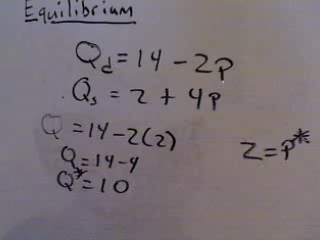 Equilibrium
Qd = 14 - 2p
Qs = 2 + 4p
Q = 14 - 2(2)
Q = 14 - 4
Q* = 10
2 = p*